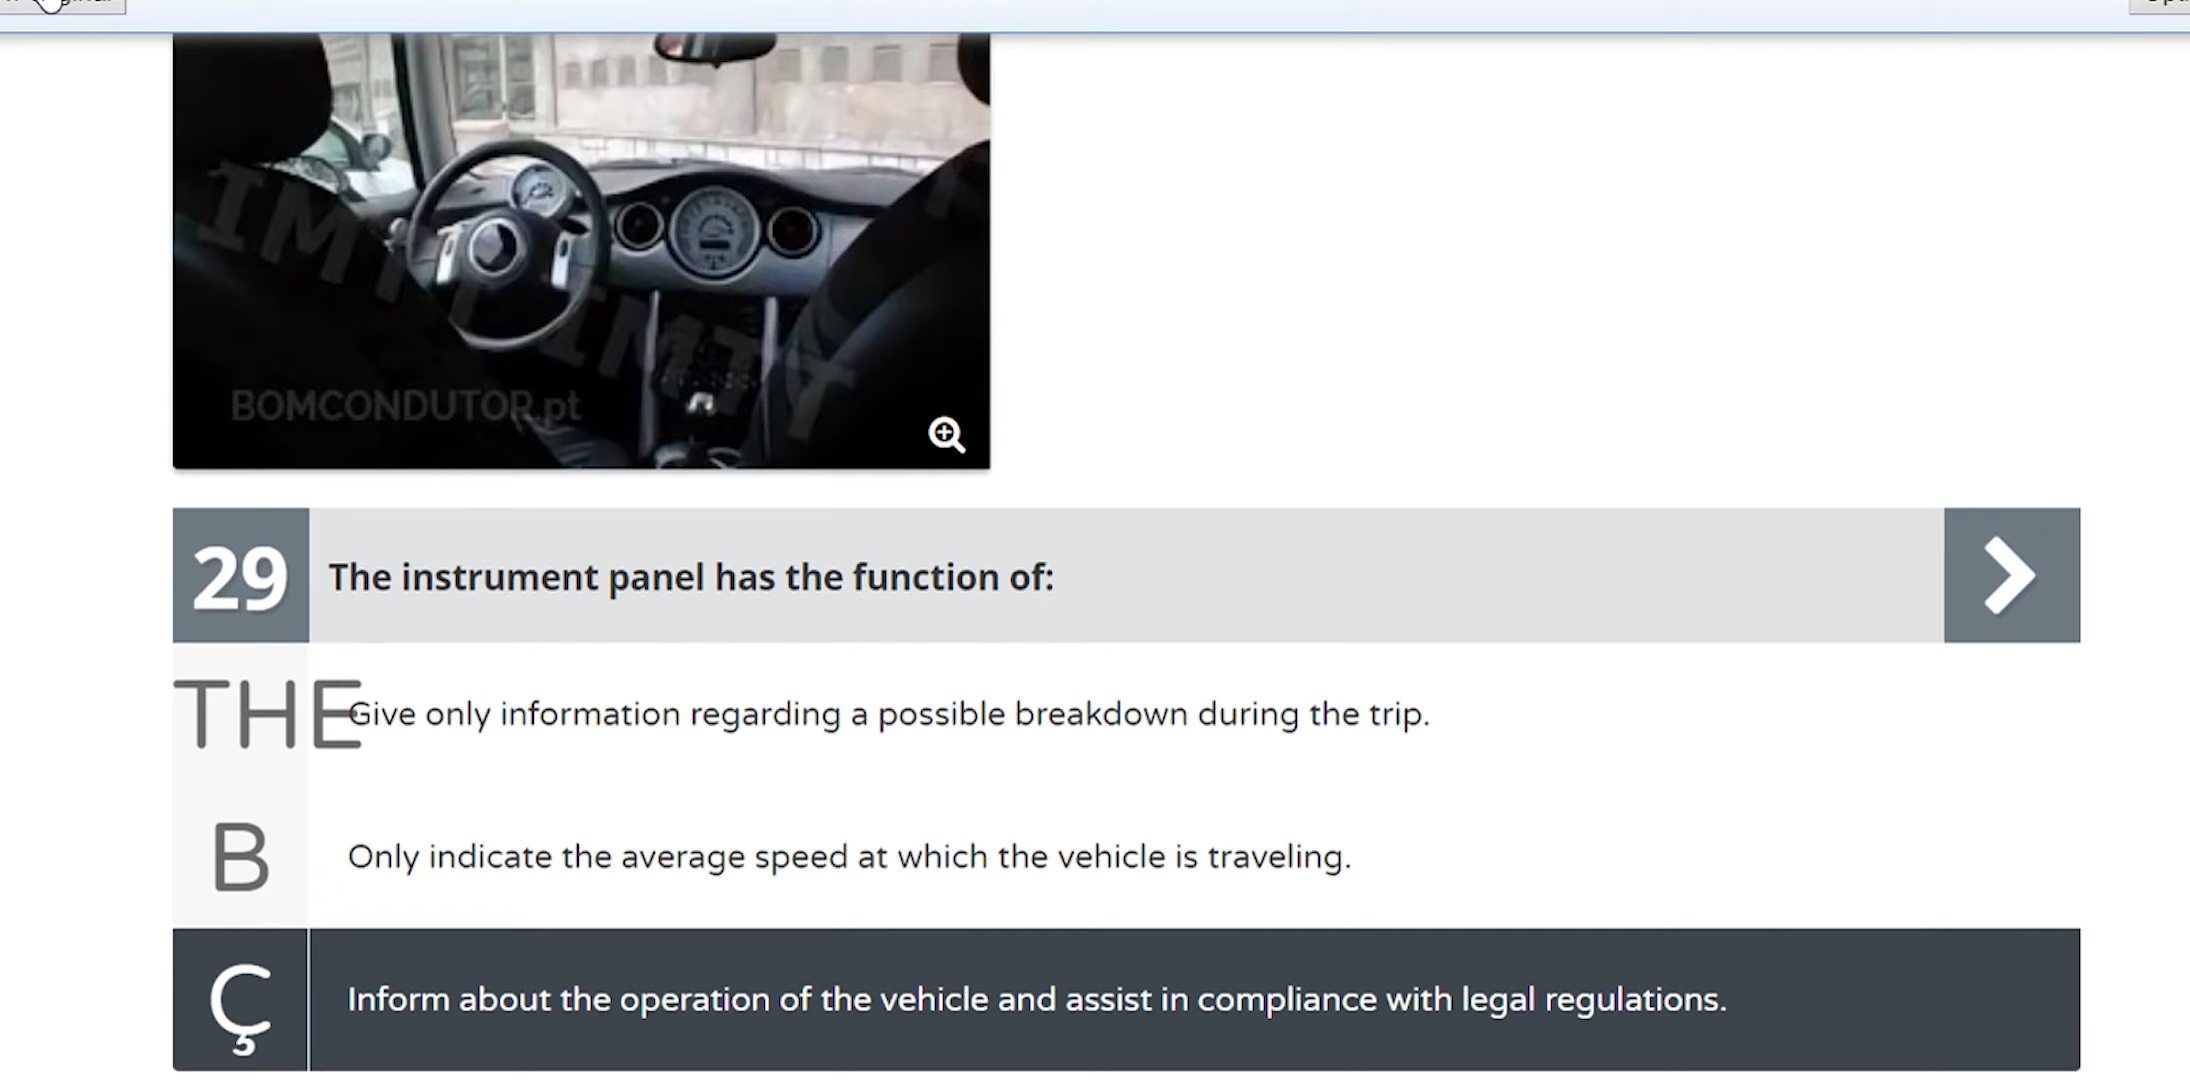 IMT IMT
BOMCONDUTOR.pt
29 The instrument panel has the function of:
THE Give only information regarding a possible breakdown during the trip.
B Only indicate the average speed at which the vehicle is traveling.
Ç Inform about the operation of the vehicle and assist in compliance with legal regulations.